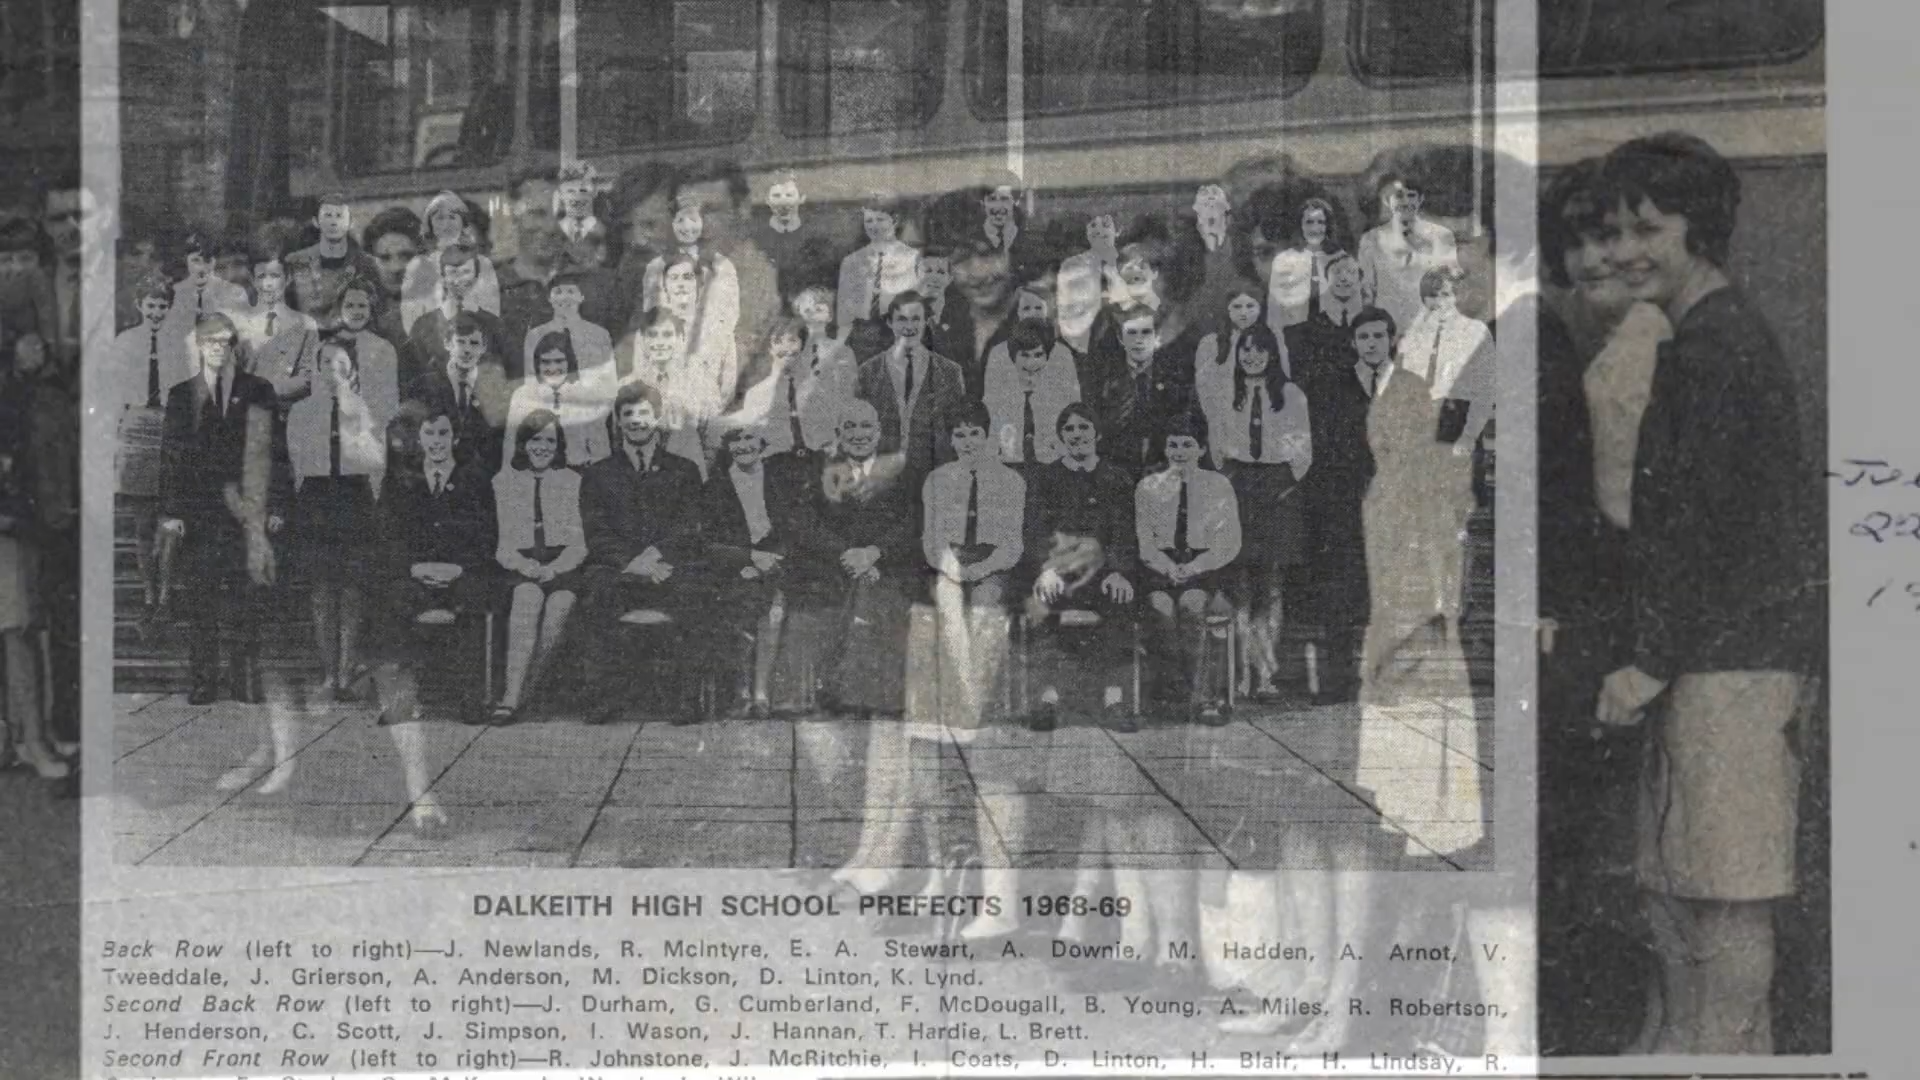 DALKEITH HIGH SCHOOL PREFECTS 1968-69
Back Row (left to right)—J. Newlands, R. McIntyre, E. A. Stewart, A. Downie, M. Hadden, A. Arnot, V.
Tweeddale, J. Grierson, A. Anderson, M. Dickson, D. Linton, K. Lynd.
Second Back Row (left to right)—J. Durham, G. Cumberland, F. McDougall, B. Young, A. Miles, R. Robertson,
J. Henderson, C. Scott, J. Simpson, I. Wason, J. Hannan, T. Hardie, L. Brett.
Second Front Row (left to right)—R. Johnstone, J. McRitchie, I. Coats, D. Linton, H. Blair, H. Lindsay, R.